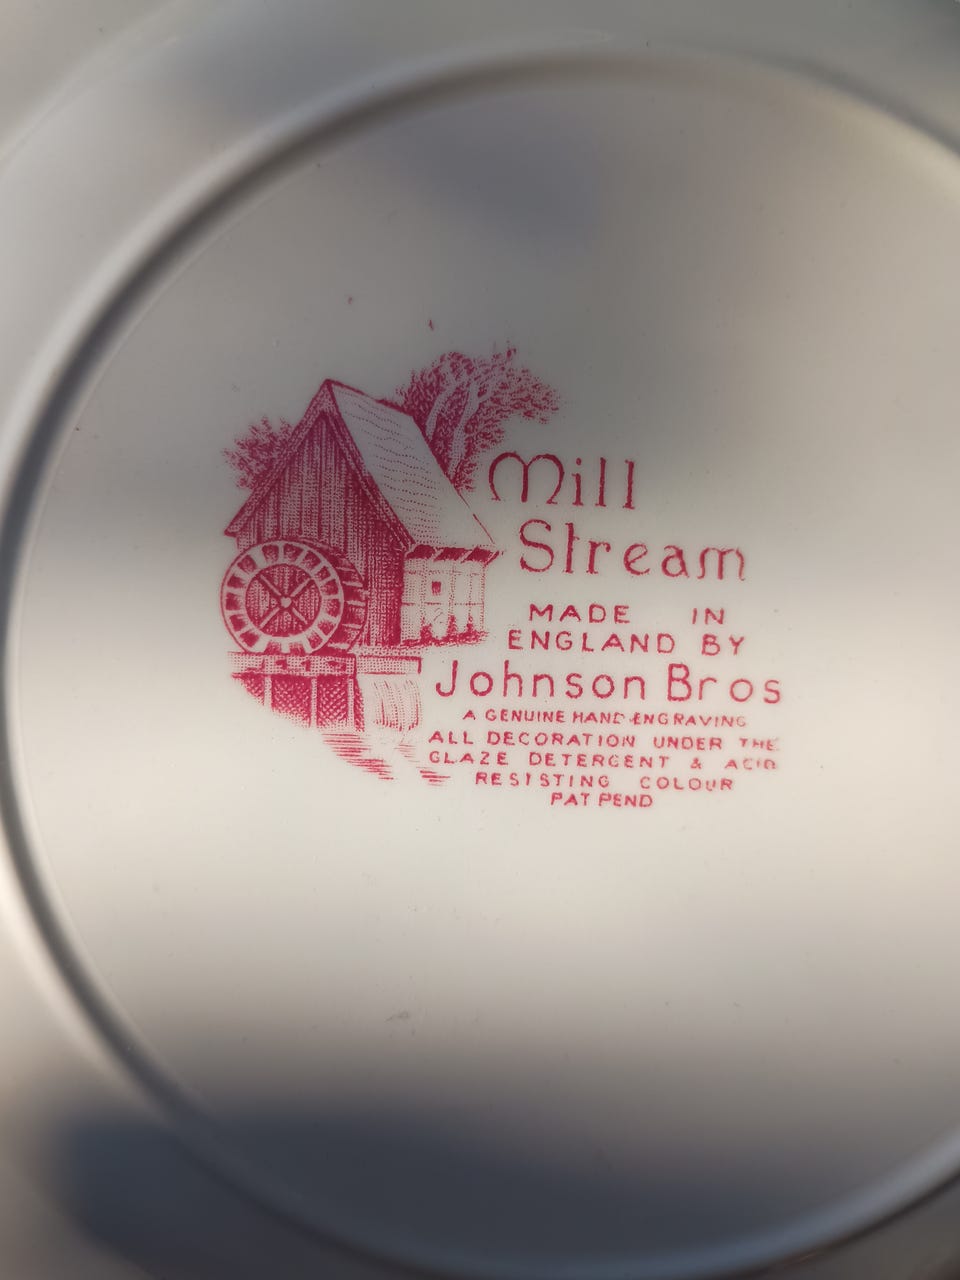 Mill
Stream
MADE IN
ENGLAND BY
Johnson Bros
A GENUINE HAND ENGRAVING
ALL DECORATION UNDER THE
GLAZE DETERGENT & ACID
RESISTING COLOUR
PAT PEND